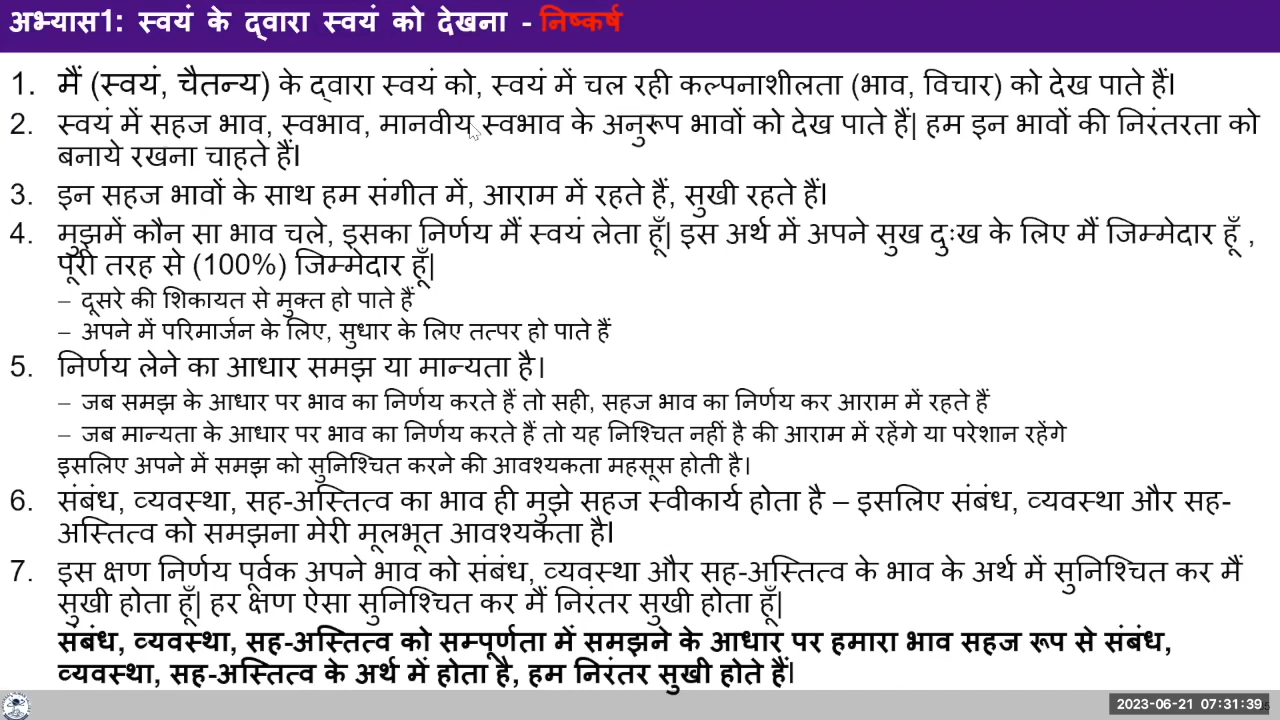 अभ्यास1: स्वयं के द्वारा स्वयं को देखना - निष्कर्ष
1. मैं (स्वयं, चैतन्य) के द्वारा स्वयं को, स्वयं में चल रही कल्पनाशीलता (भाव, विचार) को देख पाते हैंl
2. स्वयं में सहज भाव, स्वभाव, मानवीय स्वभाव के अनुरूप भावों को देख पाते हैं| हम इन भावों की निरंतरता को
बनाये रखना चाहते हैंl
3. इन सहज भावों के साथ हम संगीत में, आराम में रहते हैं, सुखी रहते हैंl
4. मुझमें कौन सा भाव चले, इसका निर्णय मैं स्वयं लेता हूँ| इस अर्थ में अपने सुख दुःख के लिए मैं जिम्मेदार हूँ ,
पूरी तरह से (100%) जिम्मेदार हूँ|
– दूसरे की शिकायत से मुक्त हो पाते हैं
– अपने में परिमार्जन के लिए, सुधार के लिए तत्पर हो पाते हैं
5. निर्णय लेने का आधार समझ या मान्यता है।
– जब समझ के आधार पर भाव का निर्णय करते हैं तो सही, सहज भाव का निर्णय कर आराम में रहते हैं
– जब मान्यता के आधार पर भाव का निर्णय करते हैं तो यह निश्चित नहीं है की आराम में रहेंगे या परेशान रहेंगे
इसलिए अपने में समझ को सुनिश्चित करने की आवश्यकता महसूस होती है।
6. संबंध, व्यवस्था, सह-अस्तित्व का भाव ही मुझे सहज स्वीकार्य होता है – इसलिए संबंध, व्यवस्था और सह-
अस्तित्व को समझना मेरी मूलभूत आवश्यकता हैl
7. इस क्षण निर्णय पूर्वक अपने भाव को संबंध, व्यवस्था और सह-अस्तित्व के भाव के अर्थ में सुनिश्चित कर मैं
सुखी होता हूँ| हर क्षण ऐसा सुनिश्चित कर मैं निरंतर सुखी होता हूँ|
संबंध, व्यवस्था, सह-अस्तित्व को सम्पूर्णता में समझने के आधार पर हमारा भाव सहज रूप से संबंध,
व्यवस्था, सह-अस्तित्व के अर्थ में होता है, हम निरंतर सुखी होते हैंl
2023-06-21 07:31:39